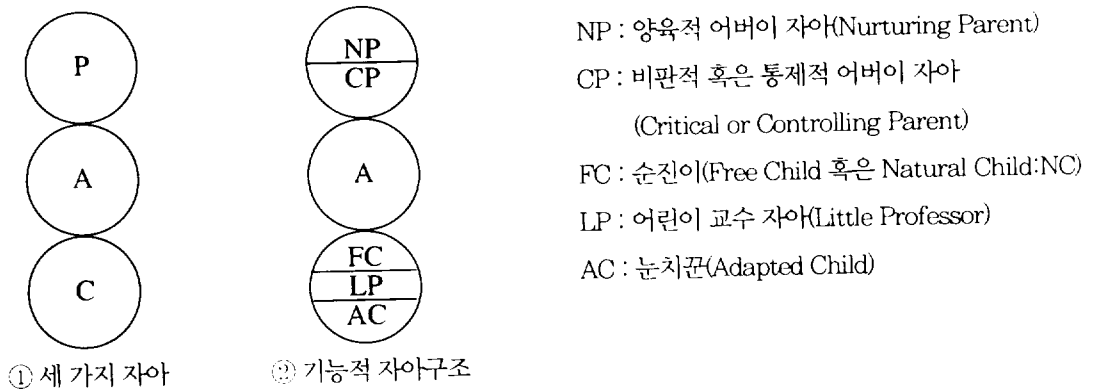 P
A
C
① 세 가지 자아
NP
CP
A
FC
LP
AC
② 기능적 자아구조
NP : 양육적 어버이 자아(Nurturing Parent)
CP : 비판적 혹은 통제적 어버이 자아
(Critical or Controlling Parent)
FC : 순진이(Free Child 혹은 Natural Child:NC)
LP : 어린이 교수 자아(Little Professor)
AC : 눈치꾼(Adapted Child)